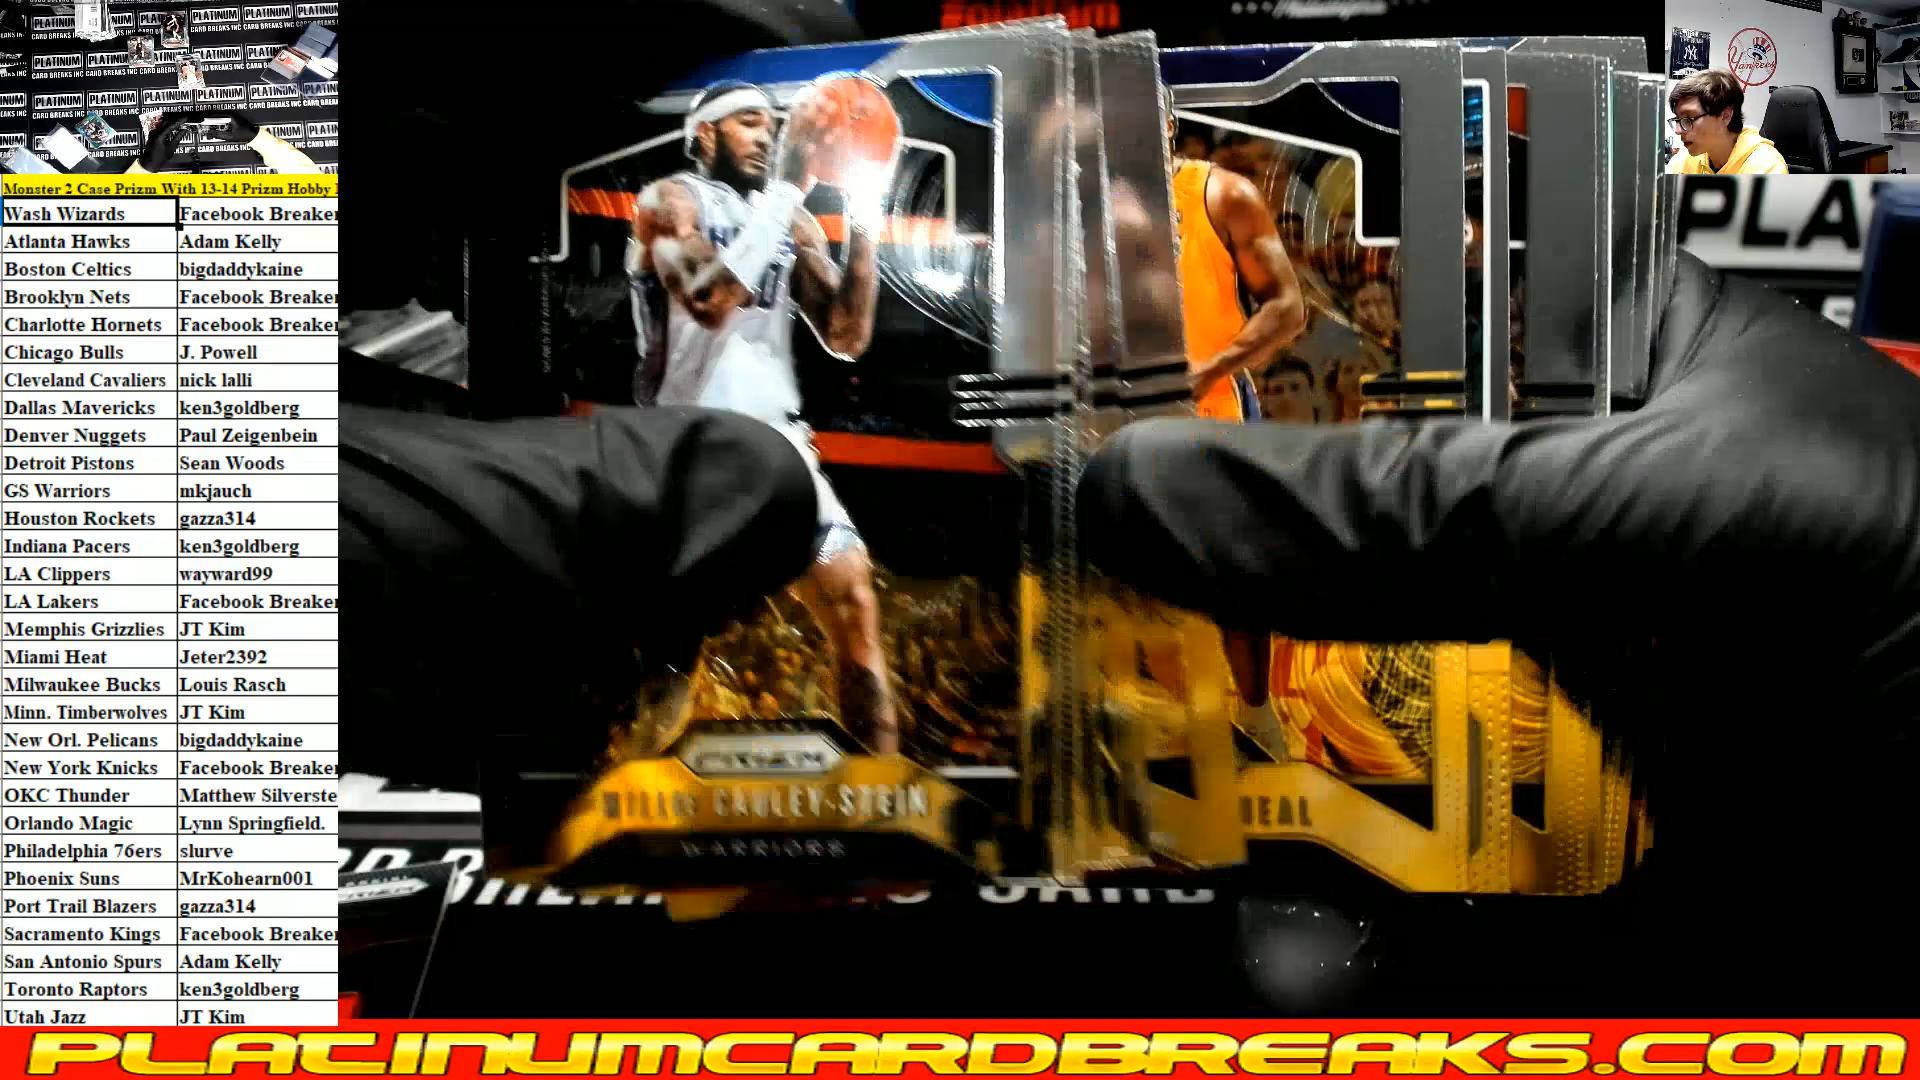 Monster 2 Case Prizm With 13-14 Prizm Hobby
Wash Wizards Facebook Breaker
Atlanta Hawks Adam Kelly
Boston Celtics bigdaddykaine
Brooklyn Nets Facebook Breaker
Charlotte Hornets Facebook Breaker
Chicago Bulls J. Powell
Cleveland Cavaliers nick lalli
Dallas Mavericks ken3goldberg
Denver Nuggets Paul Zeigenbein
Detroit Pistons Sean Woods
GS Warriors mkjauch
Houston Rockets gazza314
Indiana Pacers ken3goldberg
LA Clippers wayward99
LA Lakers Facebook Breaker
Memphis Grizzlies JT Kim
Miami Heat Jeter2392
Milwaukee Bucks Louis Rasch
Minn. Timberwolves JT Kim
New Orl. Pelicans bigdaddykaine
New York Knicks Facebook Breaker
OKC Thunder Matthew Silverste
Orlando Magic Lynn Springfield.
Philadelphia 76ers slurve
Phoenix Suns MrKohearn001
Port Trail Blazers gazza314
Sacramento Kings Facebook Breaker
San Antonio Spurs Adam Kelly
Toronto Raptors ken3goldberg
Utah Jazz JT Kim
Yankees
PLA
PRIZM
WILLIE CAULEY-STEIN
WARRIORS
NEAL
PLATINUMCARDBREAKS.COM